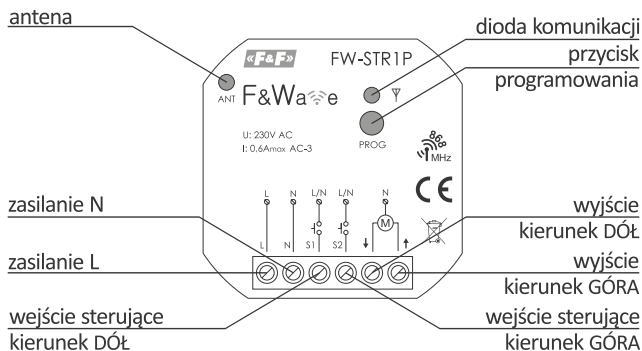 antena
dioda komunikacji
przycisk
programowania
«F&F»
FW-STR1P
ANT
F&Wave
PROG
U: 230V AC
I: 0.6Amax AC-3
868
MHz
CE
L N L/N L/N N
M
L N S1 S2 ↓ ↑
zasilanie N
zasilanie L
wejście sterujące
kierunek DÓŁ
wyjście
kierunek DÓŁ
wyjście
kierunek GÓRA
wejście sterujące
kierunek GÓRA